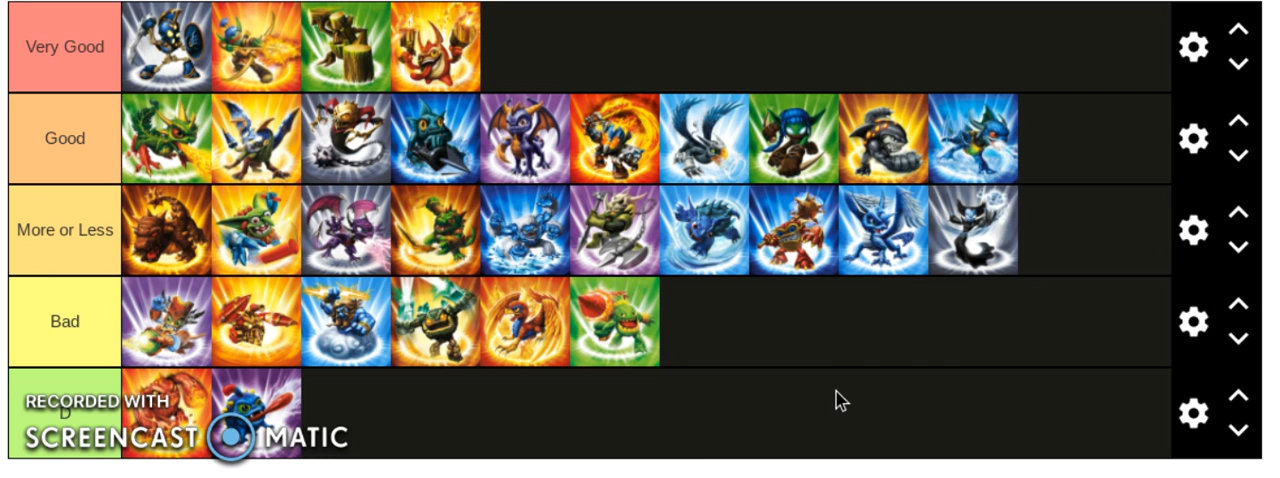 Very Good
Good
More or Less
Bad
D
RECORDED WITH
SCREENCAST MATIC